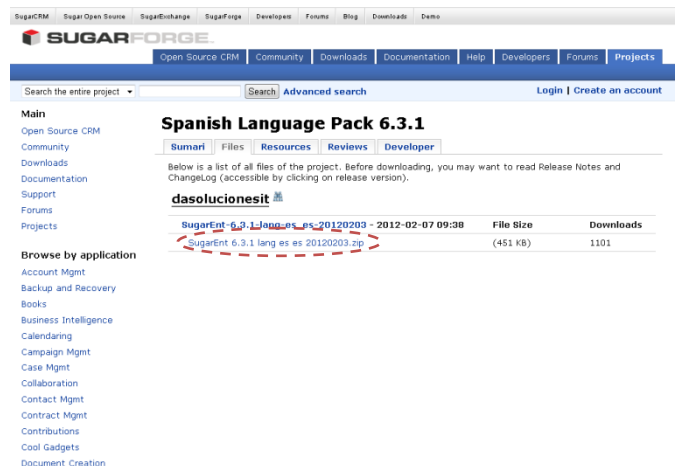 SugarCRM Sugar Open Source SugarExchange SugarForge Developers Forums Blog Downloads Demo
SUGARFORGE
Open Source CRM Community Downloads Documentation Help Developers Forums Projects
Search the entire project Search Advanced search Login | Create an account
Main
Open Source CRM
Community
Downloads
Documentation
Support
Forums
Projects
Browse by application
Account Mgmt
Backup and Recovery
Books
Business Intelligence
Calendaring
Campaign Mgmt
Case Mgmt
Collaboration
Contact Mgmt
Contract Mgmt
Contributions
Cool Gadgets
Document Creation
Spanish Language Pack 6.3.1
Sumari Files Resources Reviews Developer
Below is a list of all files of the project. Before downloading, you may want to read Release Notes and
ChangeLog (accessible by clicking on release version).
dasolucionesit
SugarEnt-6.3.1-lang-es_es-20120203 - 2012-02-07 09:38 File Size Downloads
SugarEnt 6.3.1 lang es es 20120203.zip (451 KB) 1101